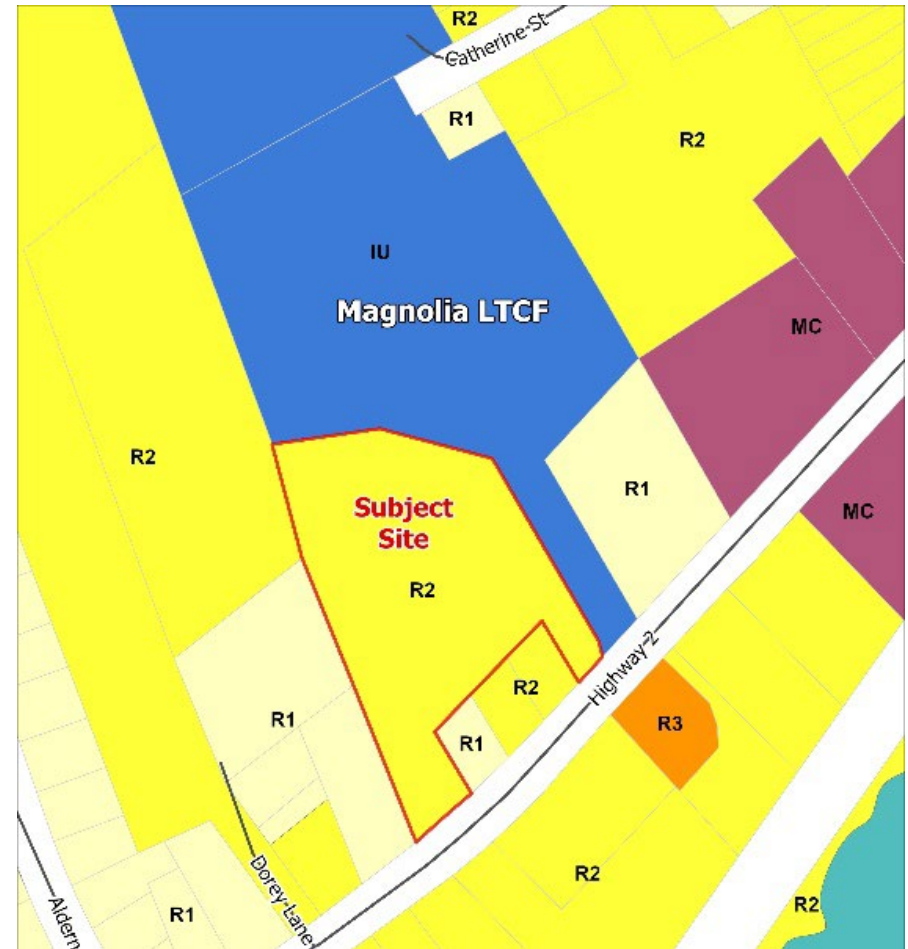 R2
Catherine-St
R1
R2
IU
Magnolia LTCF
MC
R2
R1
MC
Subject
Site
R2
Highway-2
R2
R3
R1
R1
Dorey-Lane
R2
R2
R1
Aldern